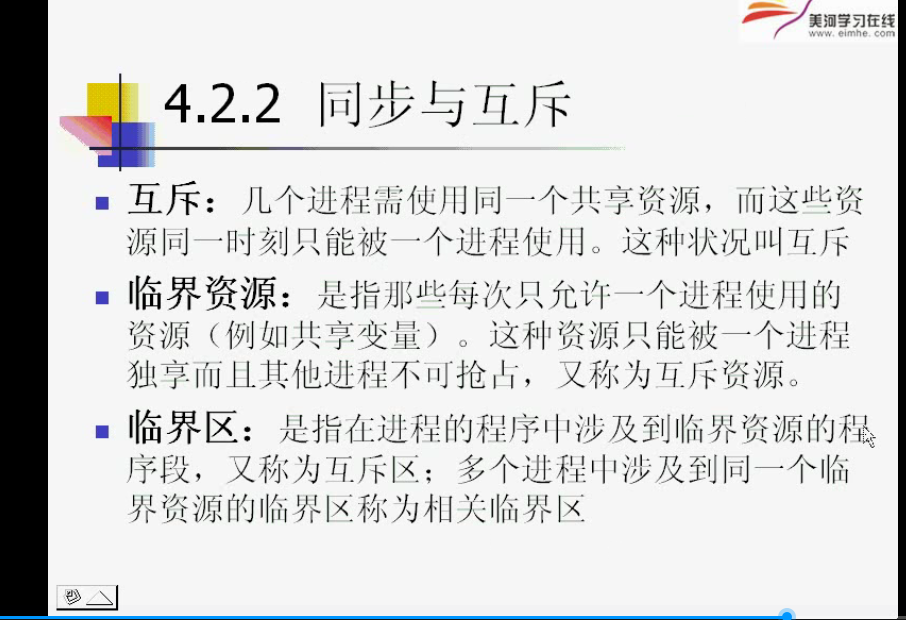 美河学习在线
www.eimhe.com
4.2.2 同步与互斥
互斥：几个进程需使用同一个共享资源，而这些资
源同一时刻只能被一个进程使用。这种状况叫互斥
临界资源：是指那些每次只允许一个进程使用的
资源（例如共享变量）。这种资源只能被一个进程
独享而且其他进程不可抢占，又称为互斥资源。
临界区：是指在进程的程序中涉及到临界资源的程
序段，又称为互斥区；多个进程中涉及到同一个临
界资源的临界区称为相关临界区